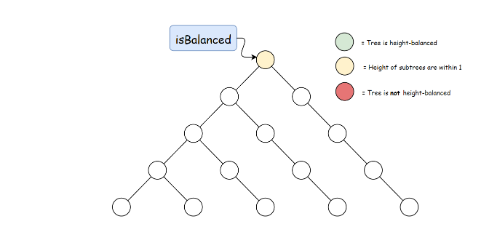 isBalanced
= Tree is height-balanced
= Height of subtrees are within 1
= Tree is not height-balanced